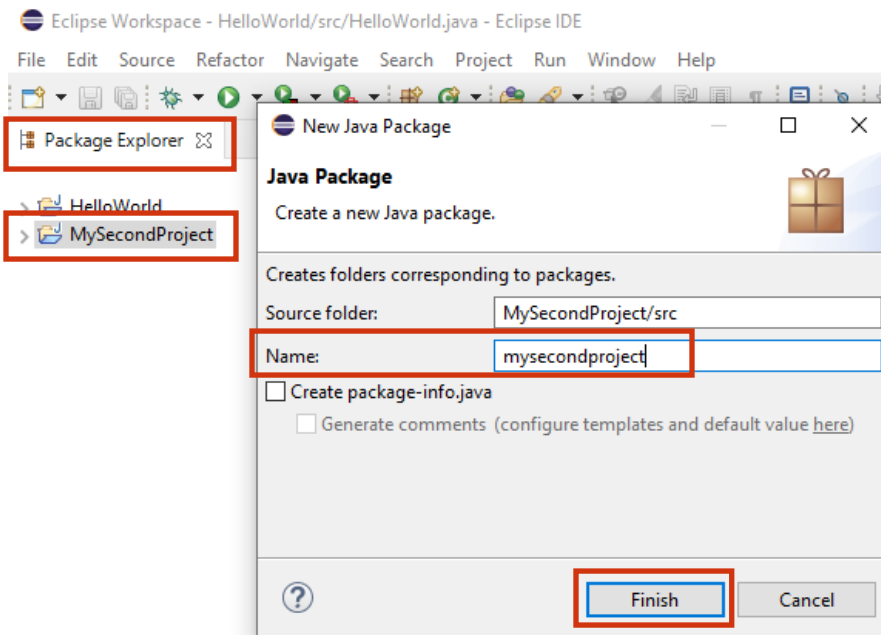 Eclipse Workspace - HelloWorld/src/HelloWorld.java - Eclipse IDE
File Edit Source Refactor Navigate Search Project Run Window Help
Package Explorer
HelloWorld
MySecondProject
New Java Package
Java Package
Create a new Java package.
Creates folders corresponding to packages.
Source folder: MySecondProject/src
Name: mysecondproject
Create package-info.java
Generate comments (configure templates and default value here)
? Finish Cancel